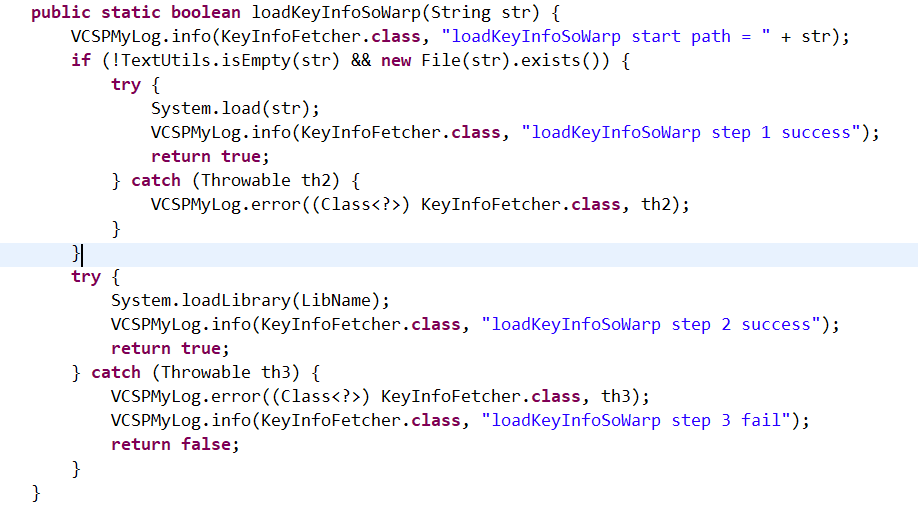 public static boolean loadKeyInfoSoWarp(String str) {
    VCSPMyLog.info(KeyInfoFetcher.class, "loadKeyInfoSoWarp start path = " + str);
    if (!TextUtils.isEmpty(str) && new File(str).exists()) {
        try {
            System.load(str);
            VCSPMyLog.info(KeyInfoFetcher.class, "loadKeyInfoSoWarp step 1 success");
            return true;
        } catch (Throwable th2) {
            VCSPMyLog.error((Class<?>) KeyInfoFetcher.class, th2);
        }
    }
    try {
        System.loadLibrary(LibName);
        VCSPMyLog.info(KeyInfoFetcher.class, "loadKeyInfoSoWarp step 2 success");
        return true;
    } catch (Throwable th3) {
        VCSPMyLog.error((Class<?>) KeyInfoFetcher.class, th3);
        VCSPMyLog.info(KeyInfoFetcher.class, "loadKeyInfoSoWarp step 3 fail");
        return false;
    }
}